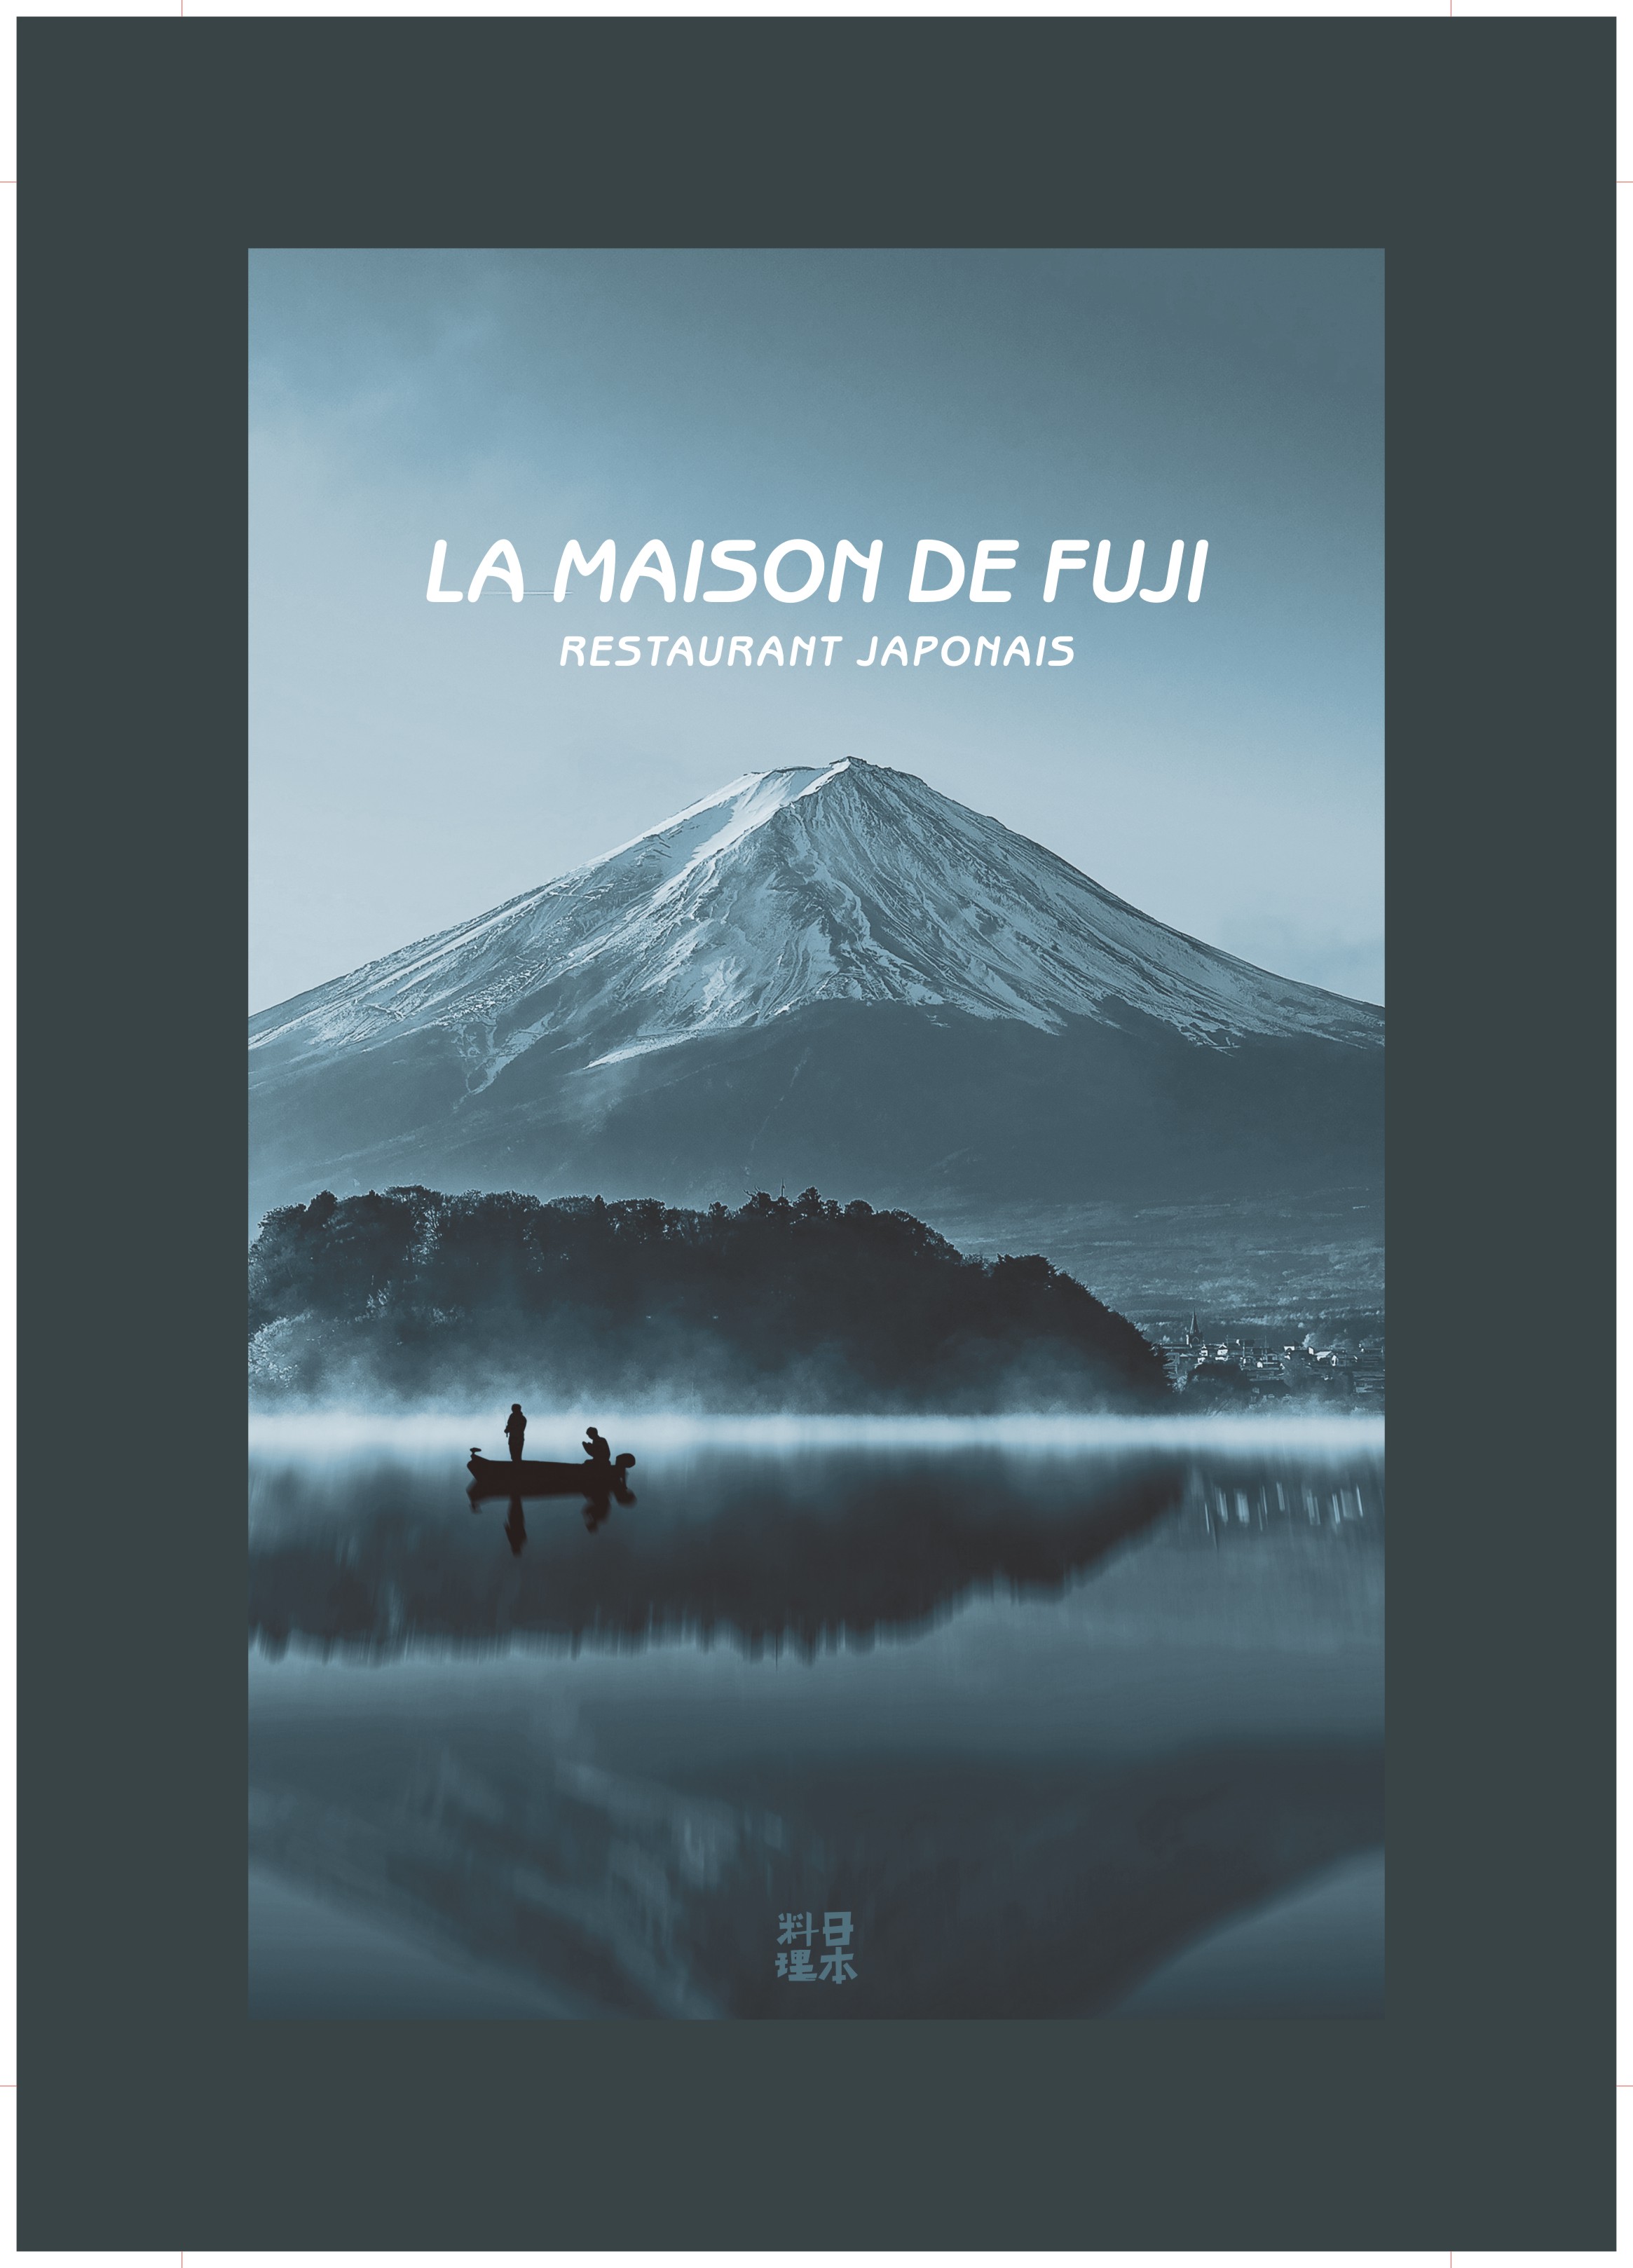 LA MAISON DE FUJI
RESTAURANT JAPONAIS
日本
料理